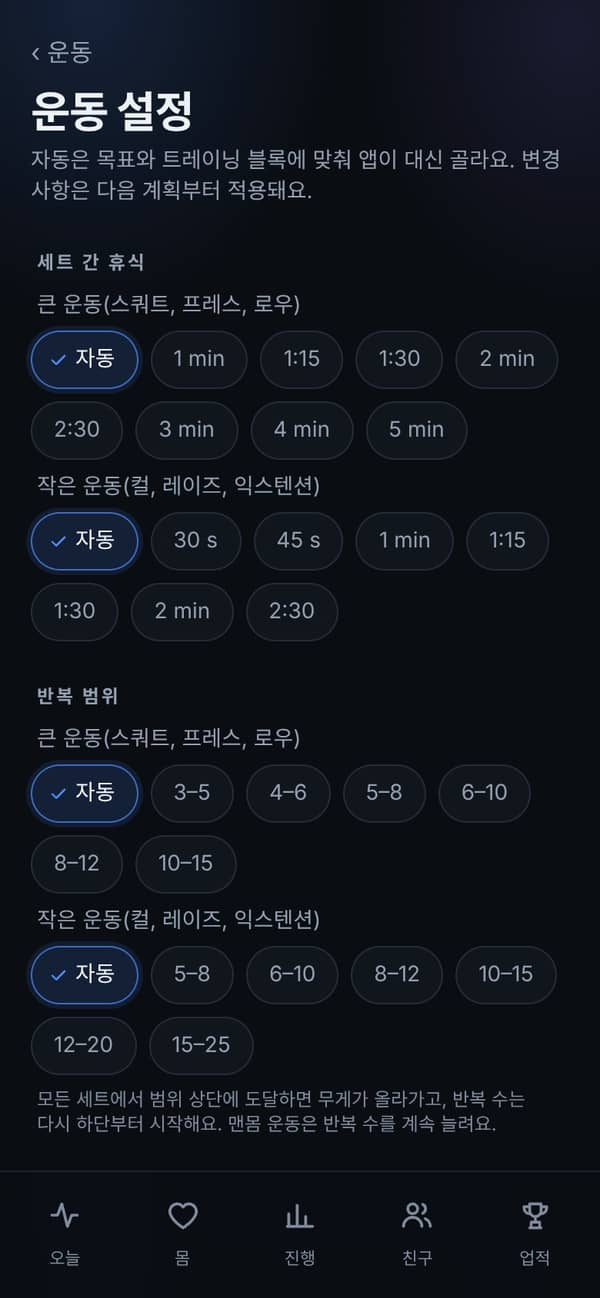 ‹ 운동
운동 설정
자동은 목표와 트레이닝 블록에 맞춰 앱이 대신 골라요. 변경
사항은 다음 계획부터 적용돼요.
세트 간 휴식
큰 운동(스쿼트, 프레스, 로우)
✓ 자동 1 min 1:15 1:30 2 min
2:30 3 min 4 min 5 min
작은 운동(컬, 레이즈, 익스텐션)
✓ 자동 30 s 45 s 1 min 1:15
1:30 2 min 2:30
반복 범위
큰 운동(스쿼트, 프레스, 로우)
✓ 자동 3–5 4–6 5–8 6–10
8–12 10–15
작은 운동(컬, 레이즈, 익스텐션)
✓ 자동 5–8 6–10 8–12 10–15
12–20 15–25
모든 세트에서 범위 상단에 도달하면 무게가 올라가고, 반복 수는
다시 하단부터 시작해요. 맨몸 운동은 반복 수를 계속 늘려요.
오늘 몸 진행 친구 업적